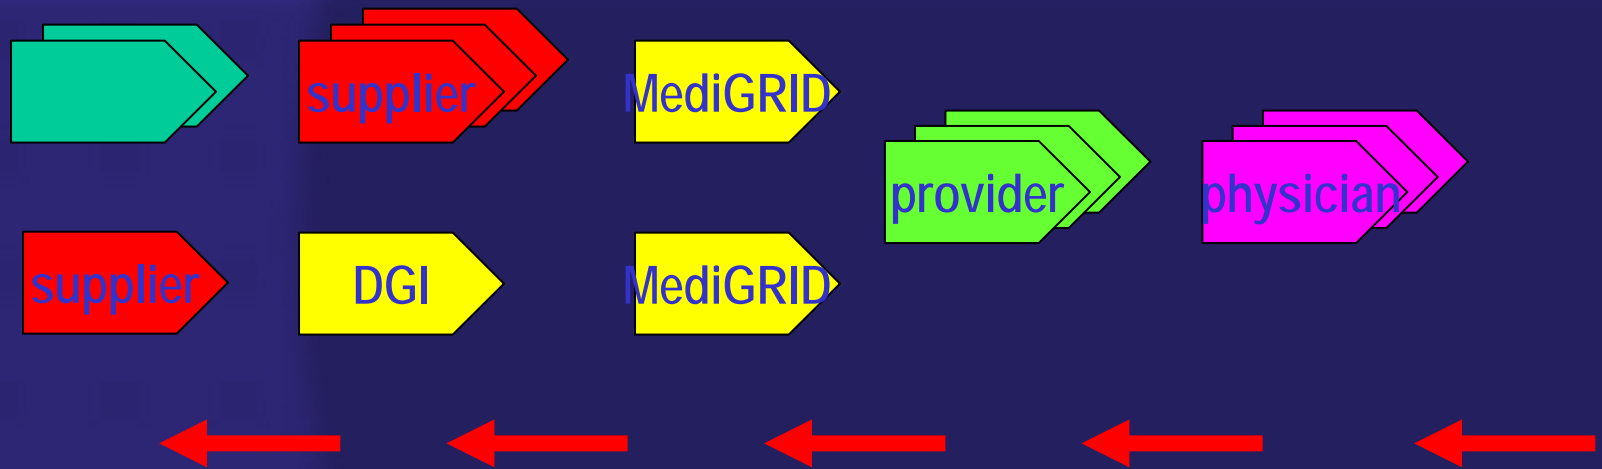 supplier
MediGRID
provider
physician
supplier
DGI
MediGRID